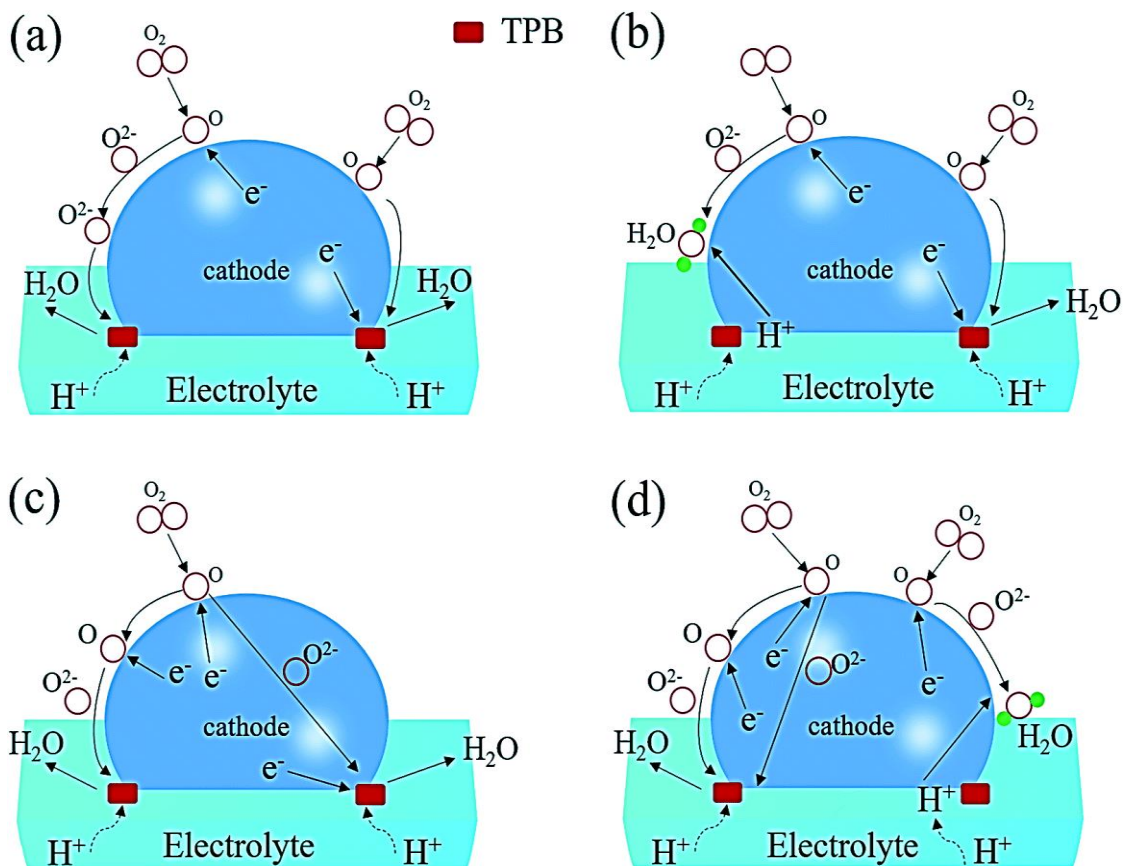 (a)
TPB
O₂
O
O²⁻
O₂
O
O²⁻
e⁻
e⁻
cathode
H₂O
H₂O
H⁺
Electrolyte
H⁺
(b)
O
O²⁻
O₂
O
e⁻
H₂O
e⁻
cathode
H₂O
H⁺
H⁺
Electrolyte
H⁺
(c)
O₂
O
O
O²⁻
e⁻
e⁻
O²⁻
cathode
H₂O
H₂O
e⁻
H⁺
Electrolyte
H⁺
(d)
O₂
O₂
O
O
O²⁻
O
e⁻
O²⁻
O²⁻
e⁻
e⁻
cathode
H₂O
H₂O
H⁺
H⁺
Electrolyte
H⁺